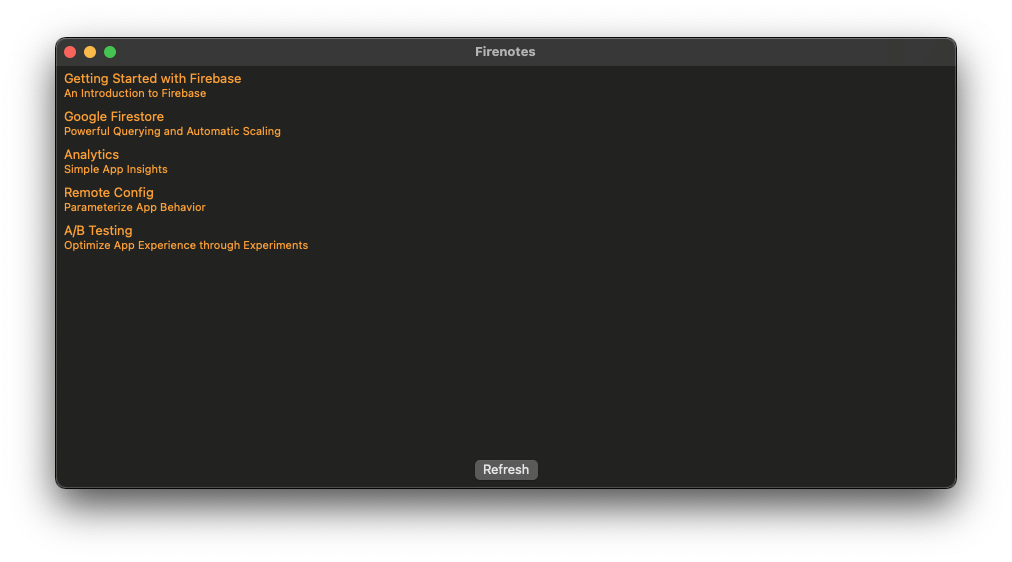 Firenotes
Getting Started with Firebase
An Introduction to Firebase
Google Firestore
Powerful Querying and Automatic Scaling
Analytics
Simple App Insights
Remote Config
Parameterize App Behavior
A/B Testing
Optimize App Experience through Experiments
Refresh